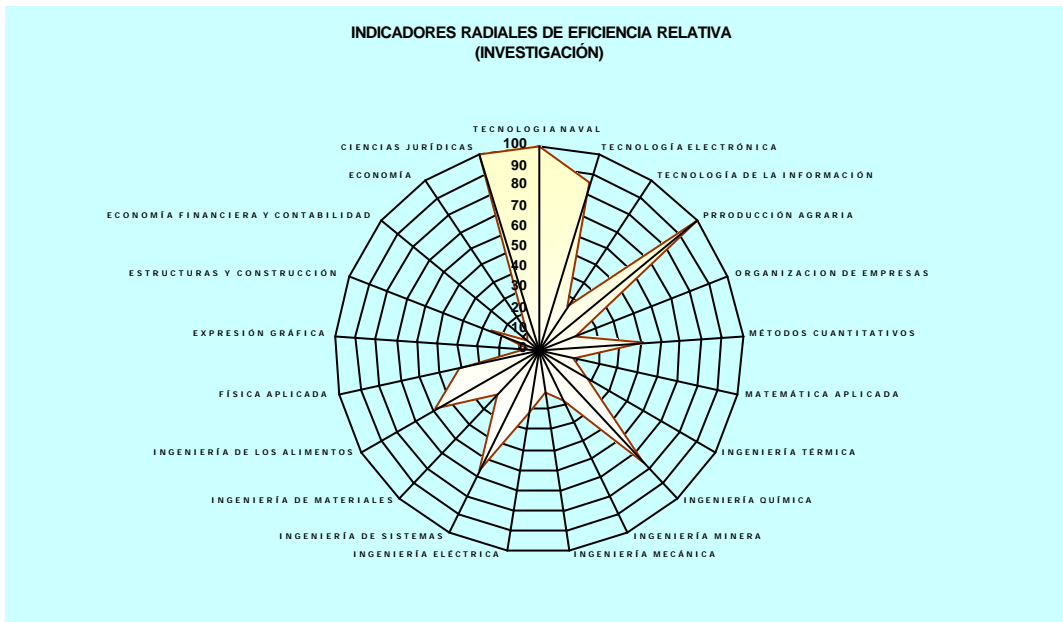 INDICADORES RADIALES DE EFICIENCIA RELATIVA
(INVESTIGACIÓN)
TECNOLOGIA NAVAL
TECNOLOGÍA ELECTRÓNICA
TECNOLOGÍA DE LA INFORMACIÓN
PRRODUCCIÓN AGRARIA
ORGANIZACION DE EMPRESAS
MÉTODOS CUANTITATIVOS
MATEMÁTICA APLICADA
INGENIERÍA TÉRMICA
INGENIERÍA QUÍMICA
INGENIERÍA MINERA
INGENIERÍA MECÁNICA
INGENIERÍA ELÉCTRICA
INGENIERÍA DE SISTEMAS
INGENIERÍA DE MATERIALES
INGENIERÍA DE LOS ALIMENTOS
FÍSICA APLICADA
EXPRESIÓN GRÁFICA
ESTRUCTURAS Y CONSTRUCCIÓN
ECONOMÍA FINANCIERA Y CONTABILIDAD
ECONOMÍA
CIENCIAS JURÍDICAS
100
90
80
70
60
50
40
30
20
10
0